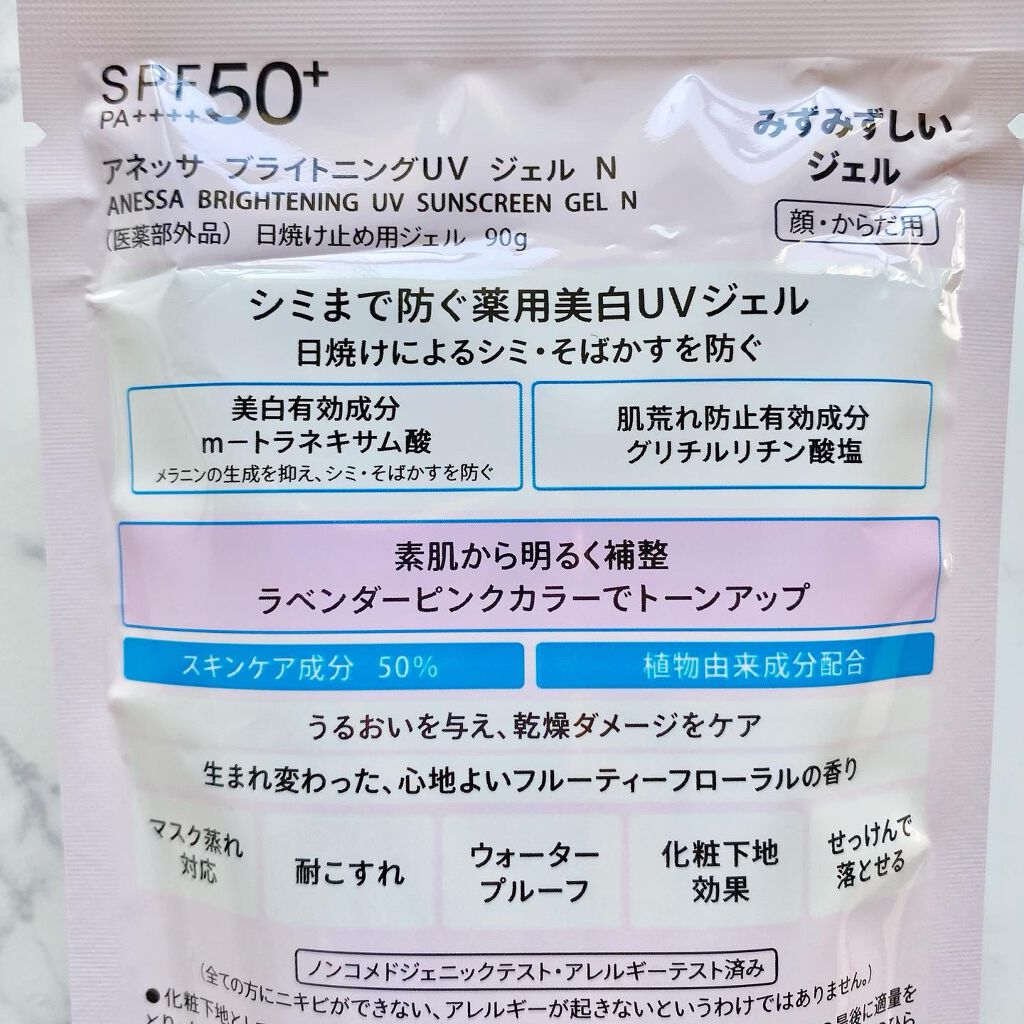 SPF50+
PA++++
みずみずしい
ジェル
アネッサ ブライトニングUV ジェル N
ANESSA BRIGHTENING UV SUNSCREEN GEL N
(医薬部外品) 日焼け止め用ジェル 90g
顔・からだ用
シミまで防ぐ薬用美白UVジェル
日焼けによるシミ・そばかすを防ぐ
美白有効成分
m－トラネキサム酸
メラニンの生成を抑え、シミ・そばかすを防ぐ
肌荒れ防止有効成分
グリチルリチン酸塩
素肌から明るく補整
ラベンダーピンクカラーでトーンアップ
スキンケア成分 50%
植物由来成分配合
うるおいを与え、乾燥ダメージをケア
生まれ変わった、心地よいフルーティーフローラルの香り
マスク蒸れ
対応
耐こすれ
ウォーター
プルーフ
化粧下地
効果
せっけんで
落とせる
ノンコメドジェニックテスト・アレルギーテスト済み
(全ての方にニキビができない、アレルギーが起きないというわけではありません。)
●化粧下地とし
最後に適量を